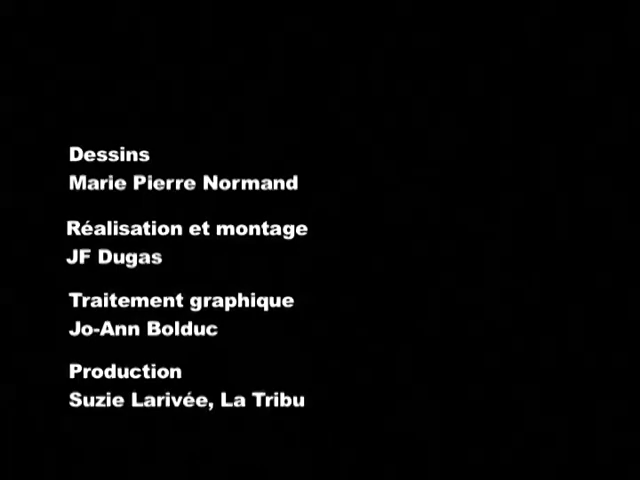 Dessins
Marie Pierre Normand
Réalisation et montage
JF Dugas
Traitement graphique
Jo-Ann Bolduc
Production
Suzie Larivée, La Tribu